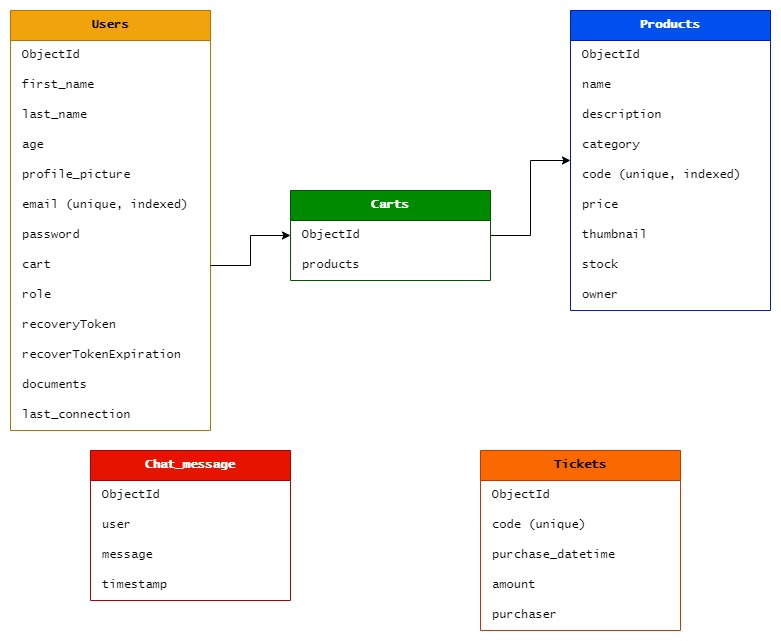 Users
ObjectId
first_name
last_name
age
profile_picture
email (unique, indexed)
password
cart
role
recoveryToken
recoverTokenExpiration
documents
last_connection
Carts
ObjectId
products
Products
ObjectId
name
description
category
code (unique, indexed)
price
thumbnail
stock
owner
Chat_message
ObjectId
user
message
timestamp
Tickets
ObjectId
code (unique)
purchase_datetime
amount
purchaser